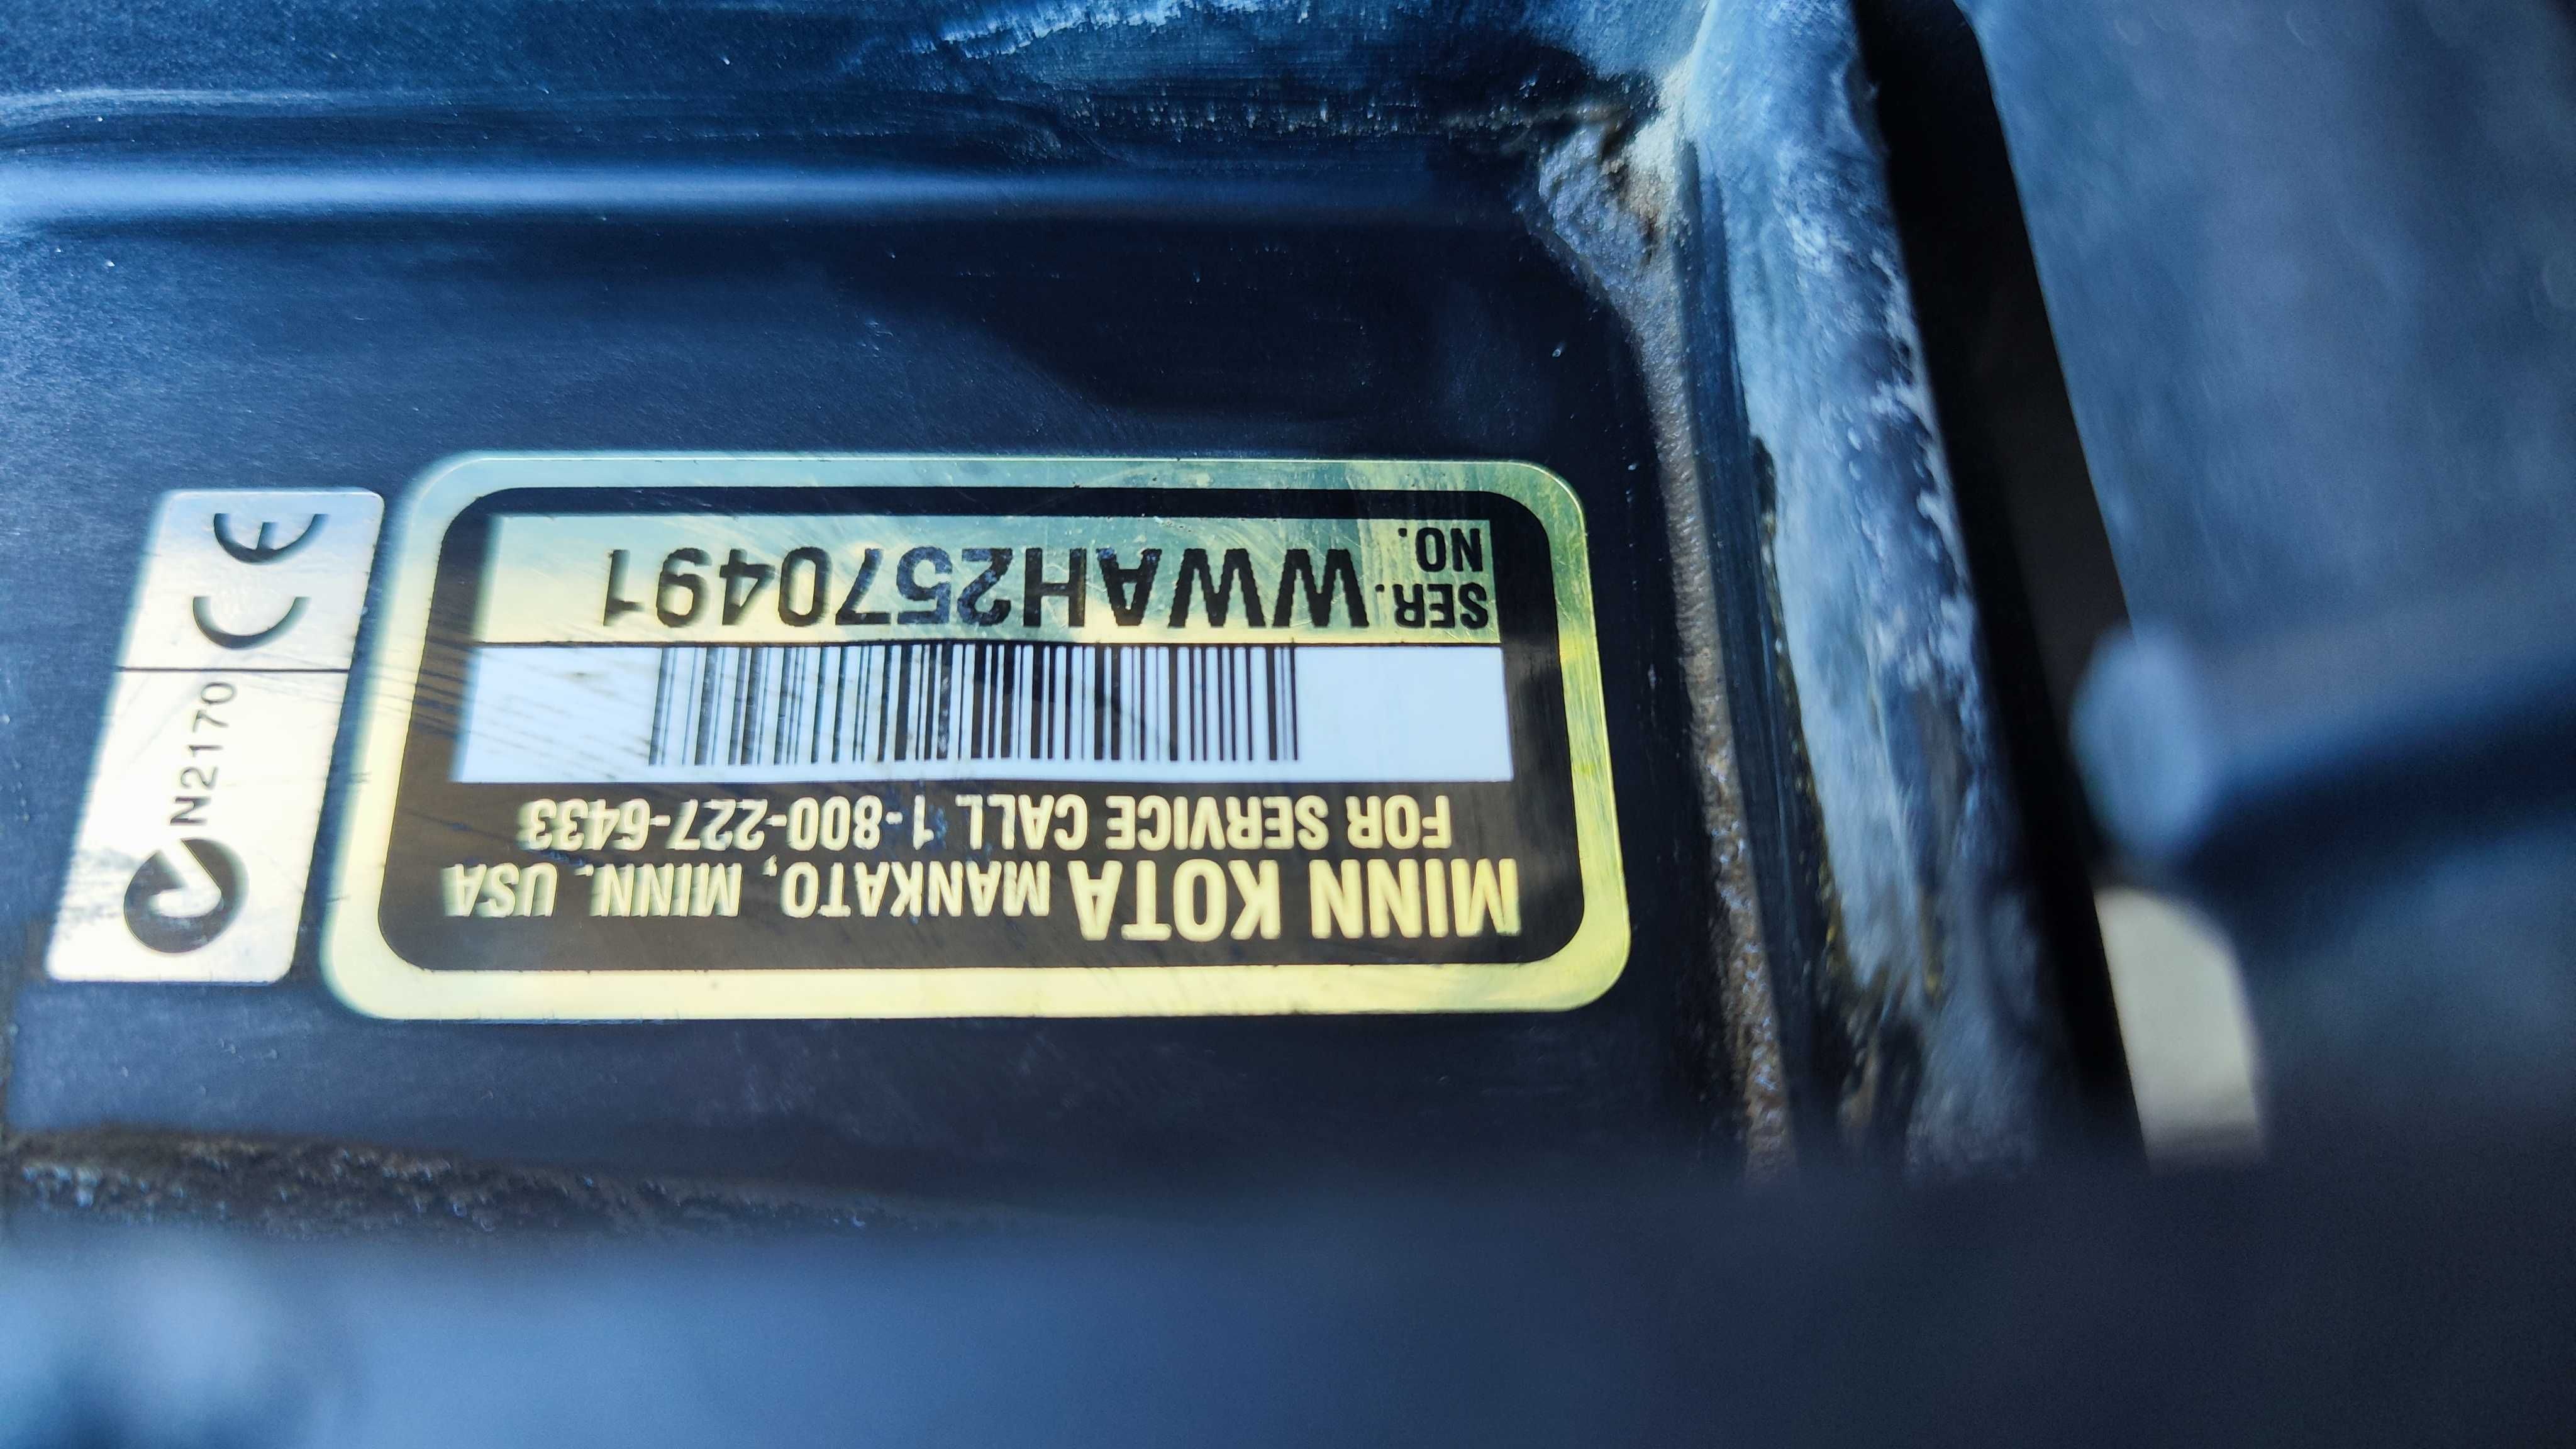 MINN KOTA MANKATO, MINN. USA
FOR SERVICE CALL 1-800-227-6433
SER. NO. WWAH2570491
N2170
CE